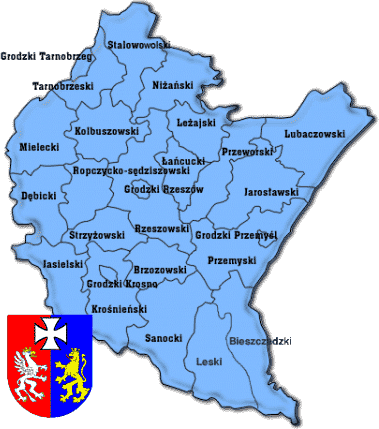 Stalowowolski
Grodzki Tarnobrzeg
Tarnobrzeski
Niżański
Leżajski
Kolbuszowski
Lubaczowski
Mielecki
Przeworski
Łańcucki
Ropczycko-sędziszowski
Grodzki Rzeszów
Jarosławski
Dębicki
Rzeszowski
Strzyżowski
Grodzki Przemyśl
Przemyski
Jasielski
Brzozowski
Grodzki Krosno
Krośnieński
Sanocki
Bieszczadzki
Leski